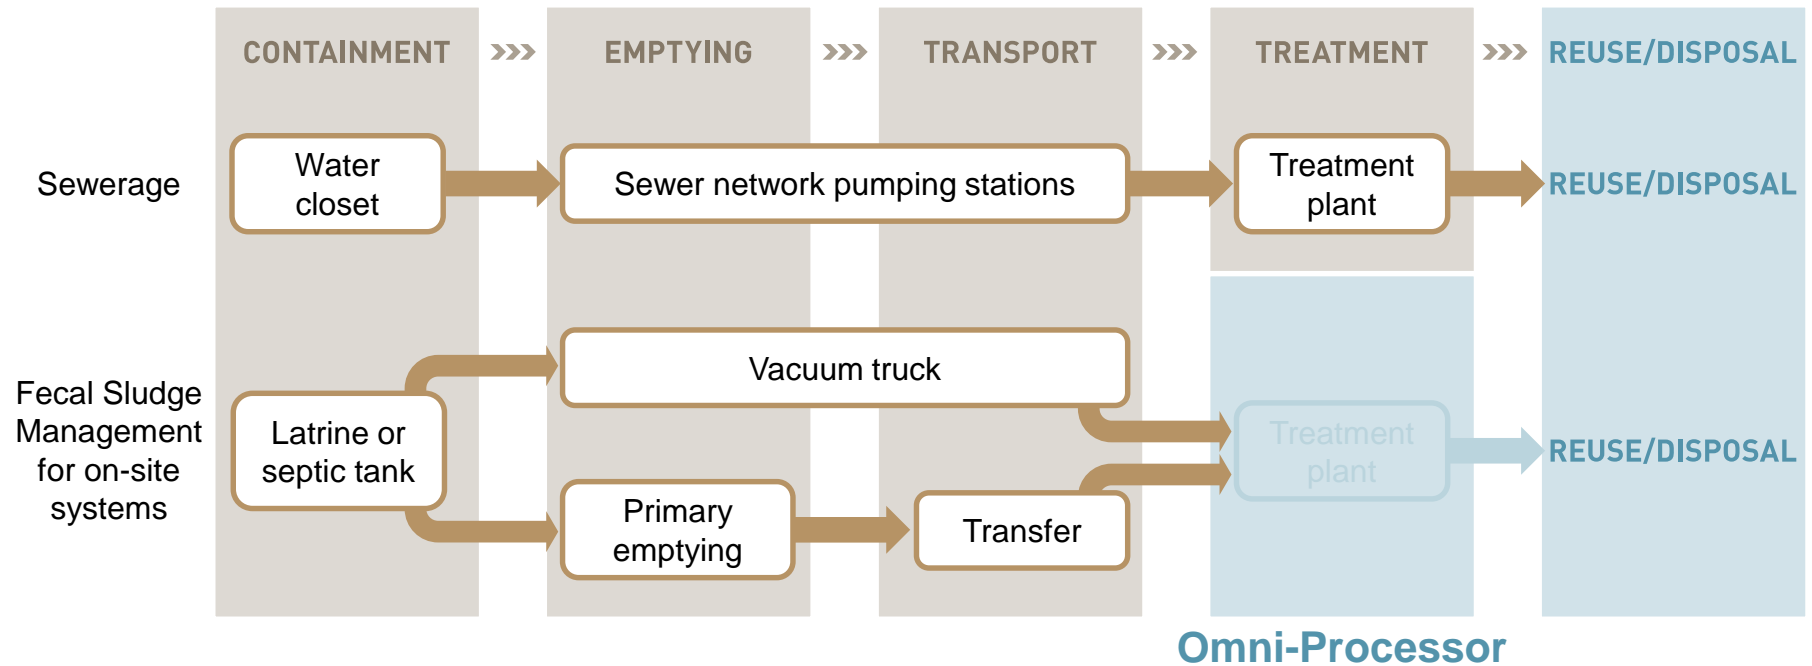 CONTAINMENT >>> EMPTYING >>> TRANSPORT >>> TREATMENT >>> REUSE/DISPOSAL
Sewerage
Water
closet
Sewer network pumping stations
Treatment
plant
REUSE/DISPOSAL
Fecal Sludge
Management
for on-site
systems
Latrine or
septic tank
Vacuum truck
Primary
emptying
Transfer
Treatment
plant
REUSE/DISPOSAL
Omni-Processor